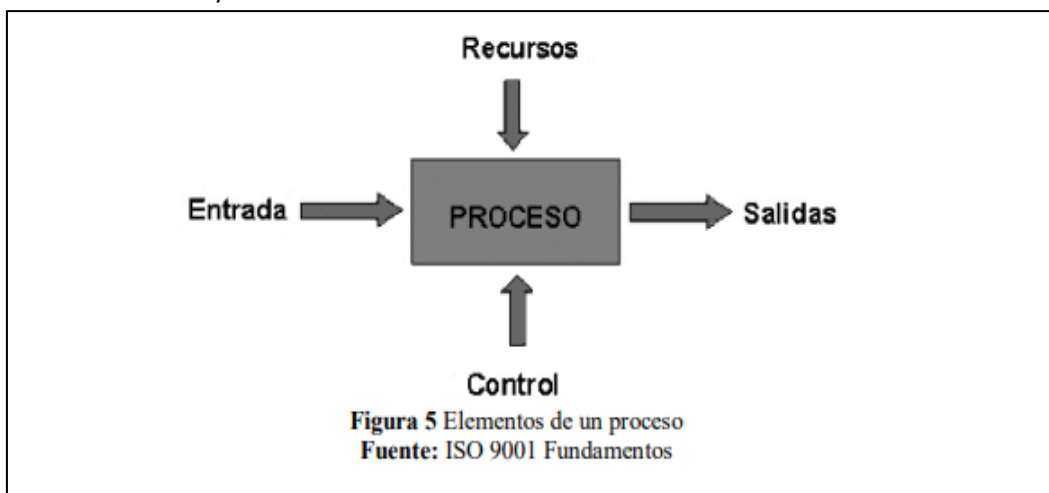 Recursos
Entrada
PROCESO
Salidas
Control
Figura 5 Elementos de un proceso
Fuente: ISO 9001 Fundamentos